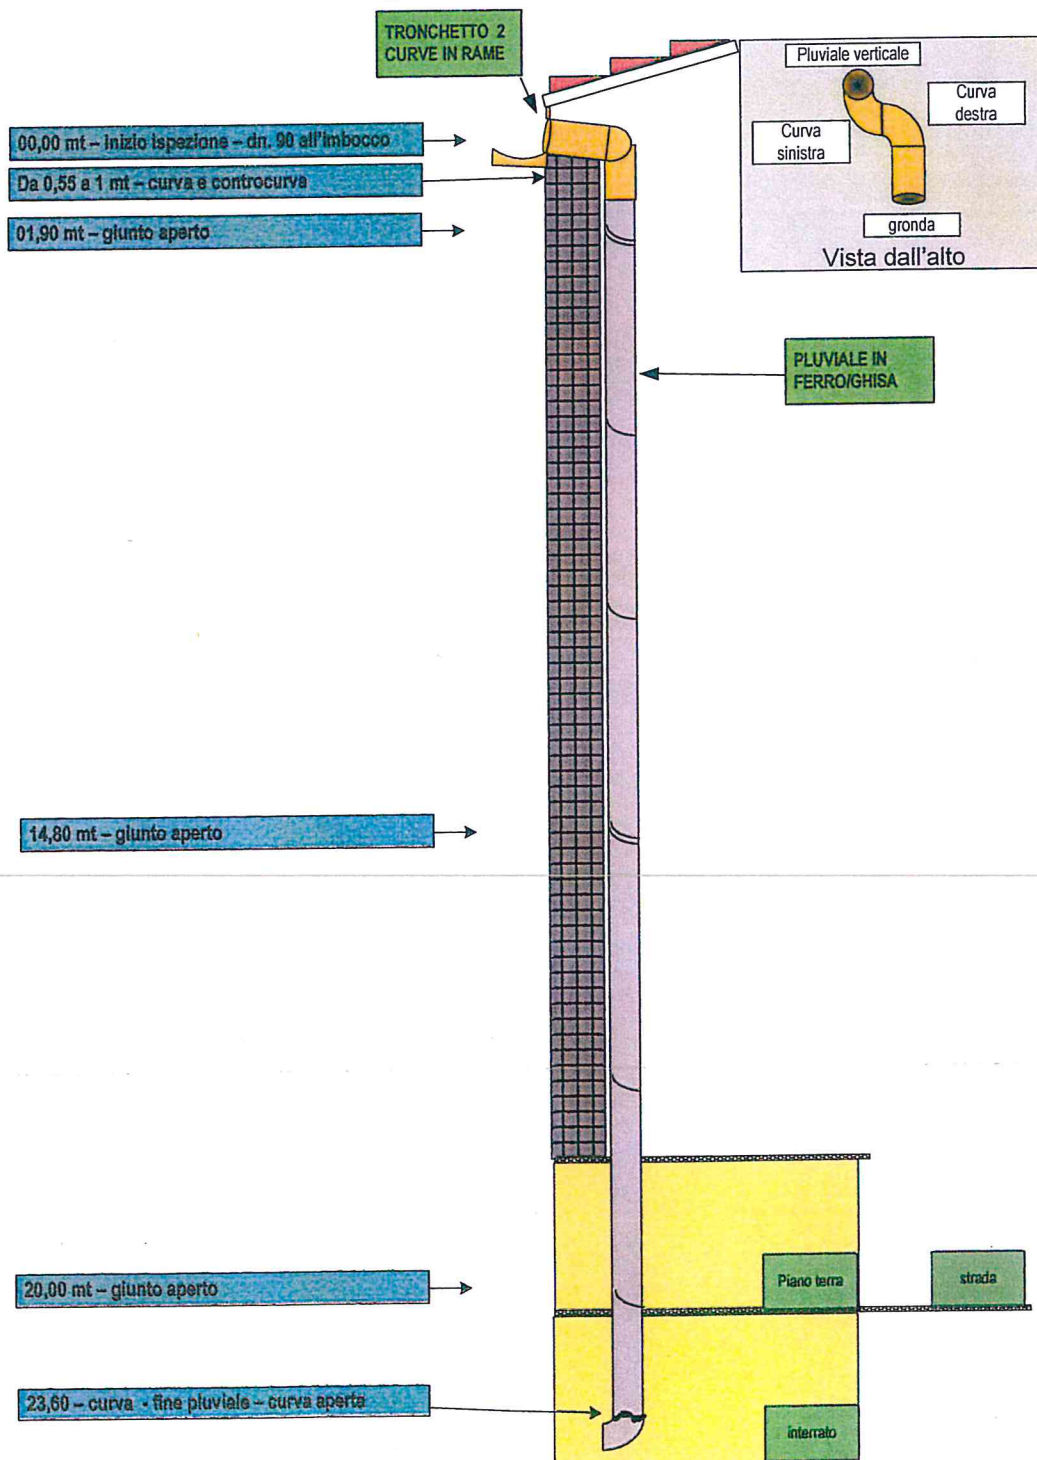 TRONCHETTO 2
CURVE IN RAME
Pluviale verticale
Curva
destra
Curva
sinistra
gronda
Vista dall'alto
00,00 mt – inizio ispezione – dn. 90 all'imbocco
Da 0,55 a 1 mt – curva e controcurva
01,90 mt – giunto aperto
PLUVIALE IN
FERRO/GHISA
14,80 mt – giunto aperto
20,00 mt – giunto aperto
Piano terra
strada
23,60 – curva - fine pluviale – curva aperta
interrato